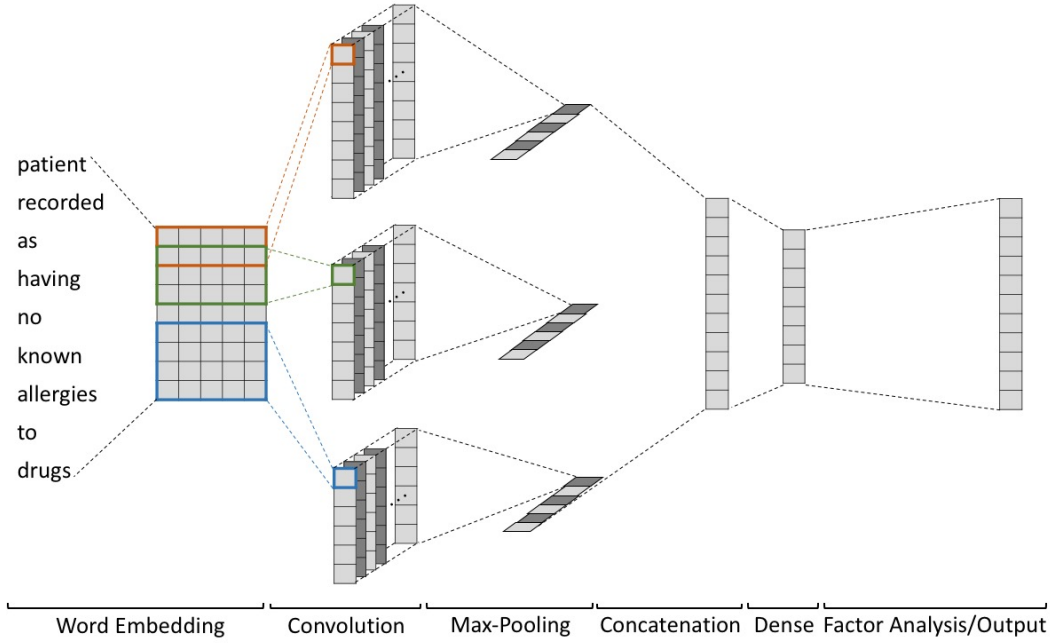 patient
recorded
as
having
no
known
allergies
to
drugs
Word Embedding
Convolution
Max-Pooling
Concatenation
Dense
Factor Analysis/Output